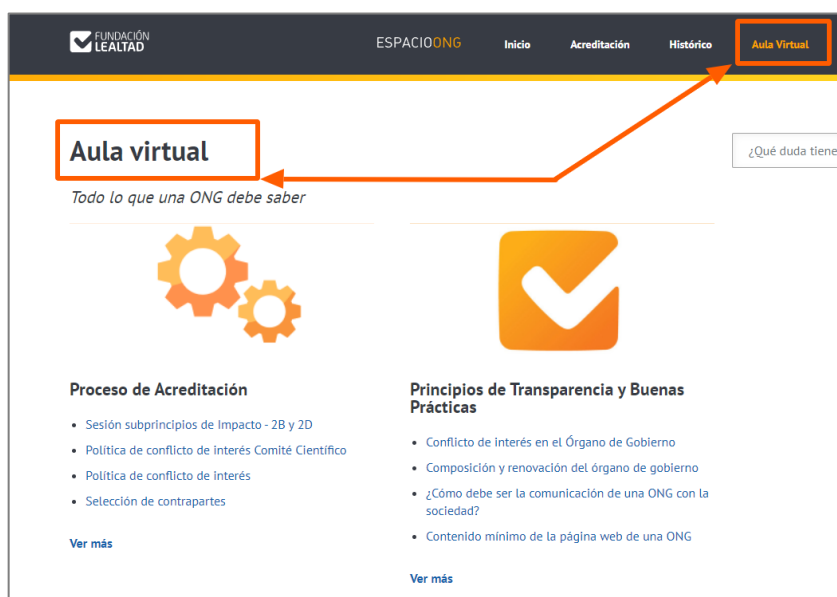 FUNDACIÓN
LEALTAD
ESPACIOONG
Inicio
Acreditación
Histórico
Aula Virtual
Aula virtual
¿Qué duda tiene
Todo lo que una ONG debe saber
Proceso de Acreditación
• Sesión subprincipios de Impacto - 2B y 2D
• Política de conflicto de interés Comité Científico
• Política de conflicto de interés
• Selección de contrapartes
Ver más
Principios de Transparencia y Buenas
Prácticas
• Conflicto de interés en el Órgano de Gobierno
• Composición y renovación del órgano de gobierno
• ¿Cómo debe ser la comunicación de una ONG con la
sociedad?
• Contenido mínimo de la página web de una ONG
Ver más